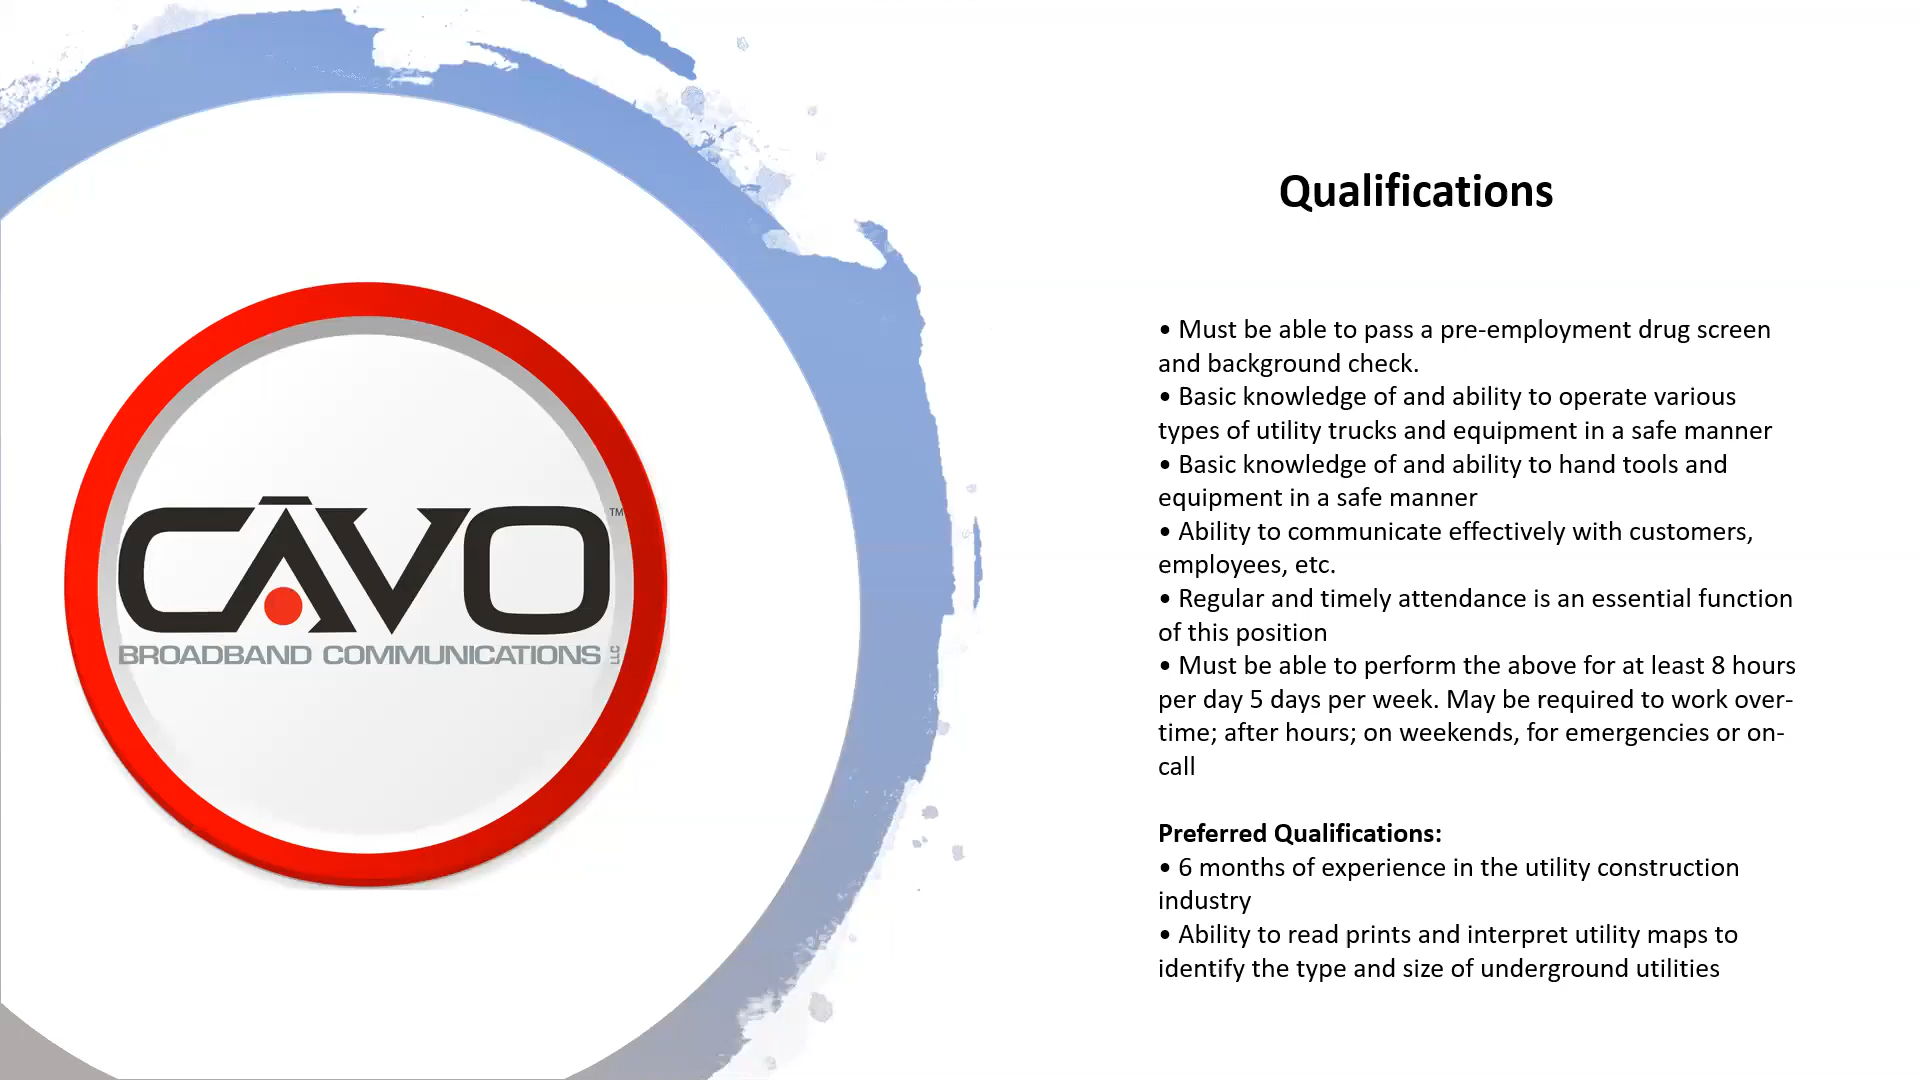 Qualifications
• Must be able to pass a pre-employment drug screen
and background check.
• Basic knowledge of and ability to operate various
types of utility trucks and equipment in a safe manner
• Basic knowledge of and ability to hand tools and
equipment in a safe manner
• Ability to communicate effectively with customers,
employees, etc.
• Regular and timely attendance is an essential function
of this position
• Must be able to perform the above for at least 8 hours
per day 5 days per week. May be required to work over-
time; after hours; on weekends, for emergencies or on-
call
Preferred Qualifications:
• 6 months of experience in the utility construction
industry
• Ability to read prints and interpret utility maps to
identify the type and size of underground utilities
CĀVO TM
BROADBAND COMMUNICATIONS LLC